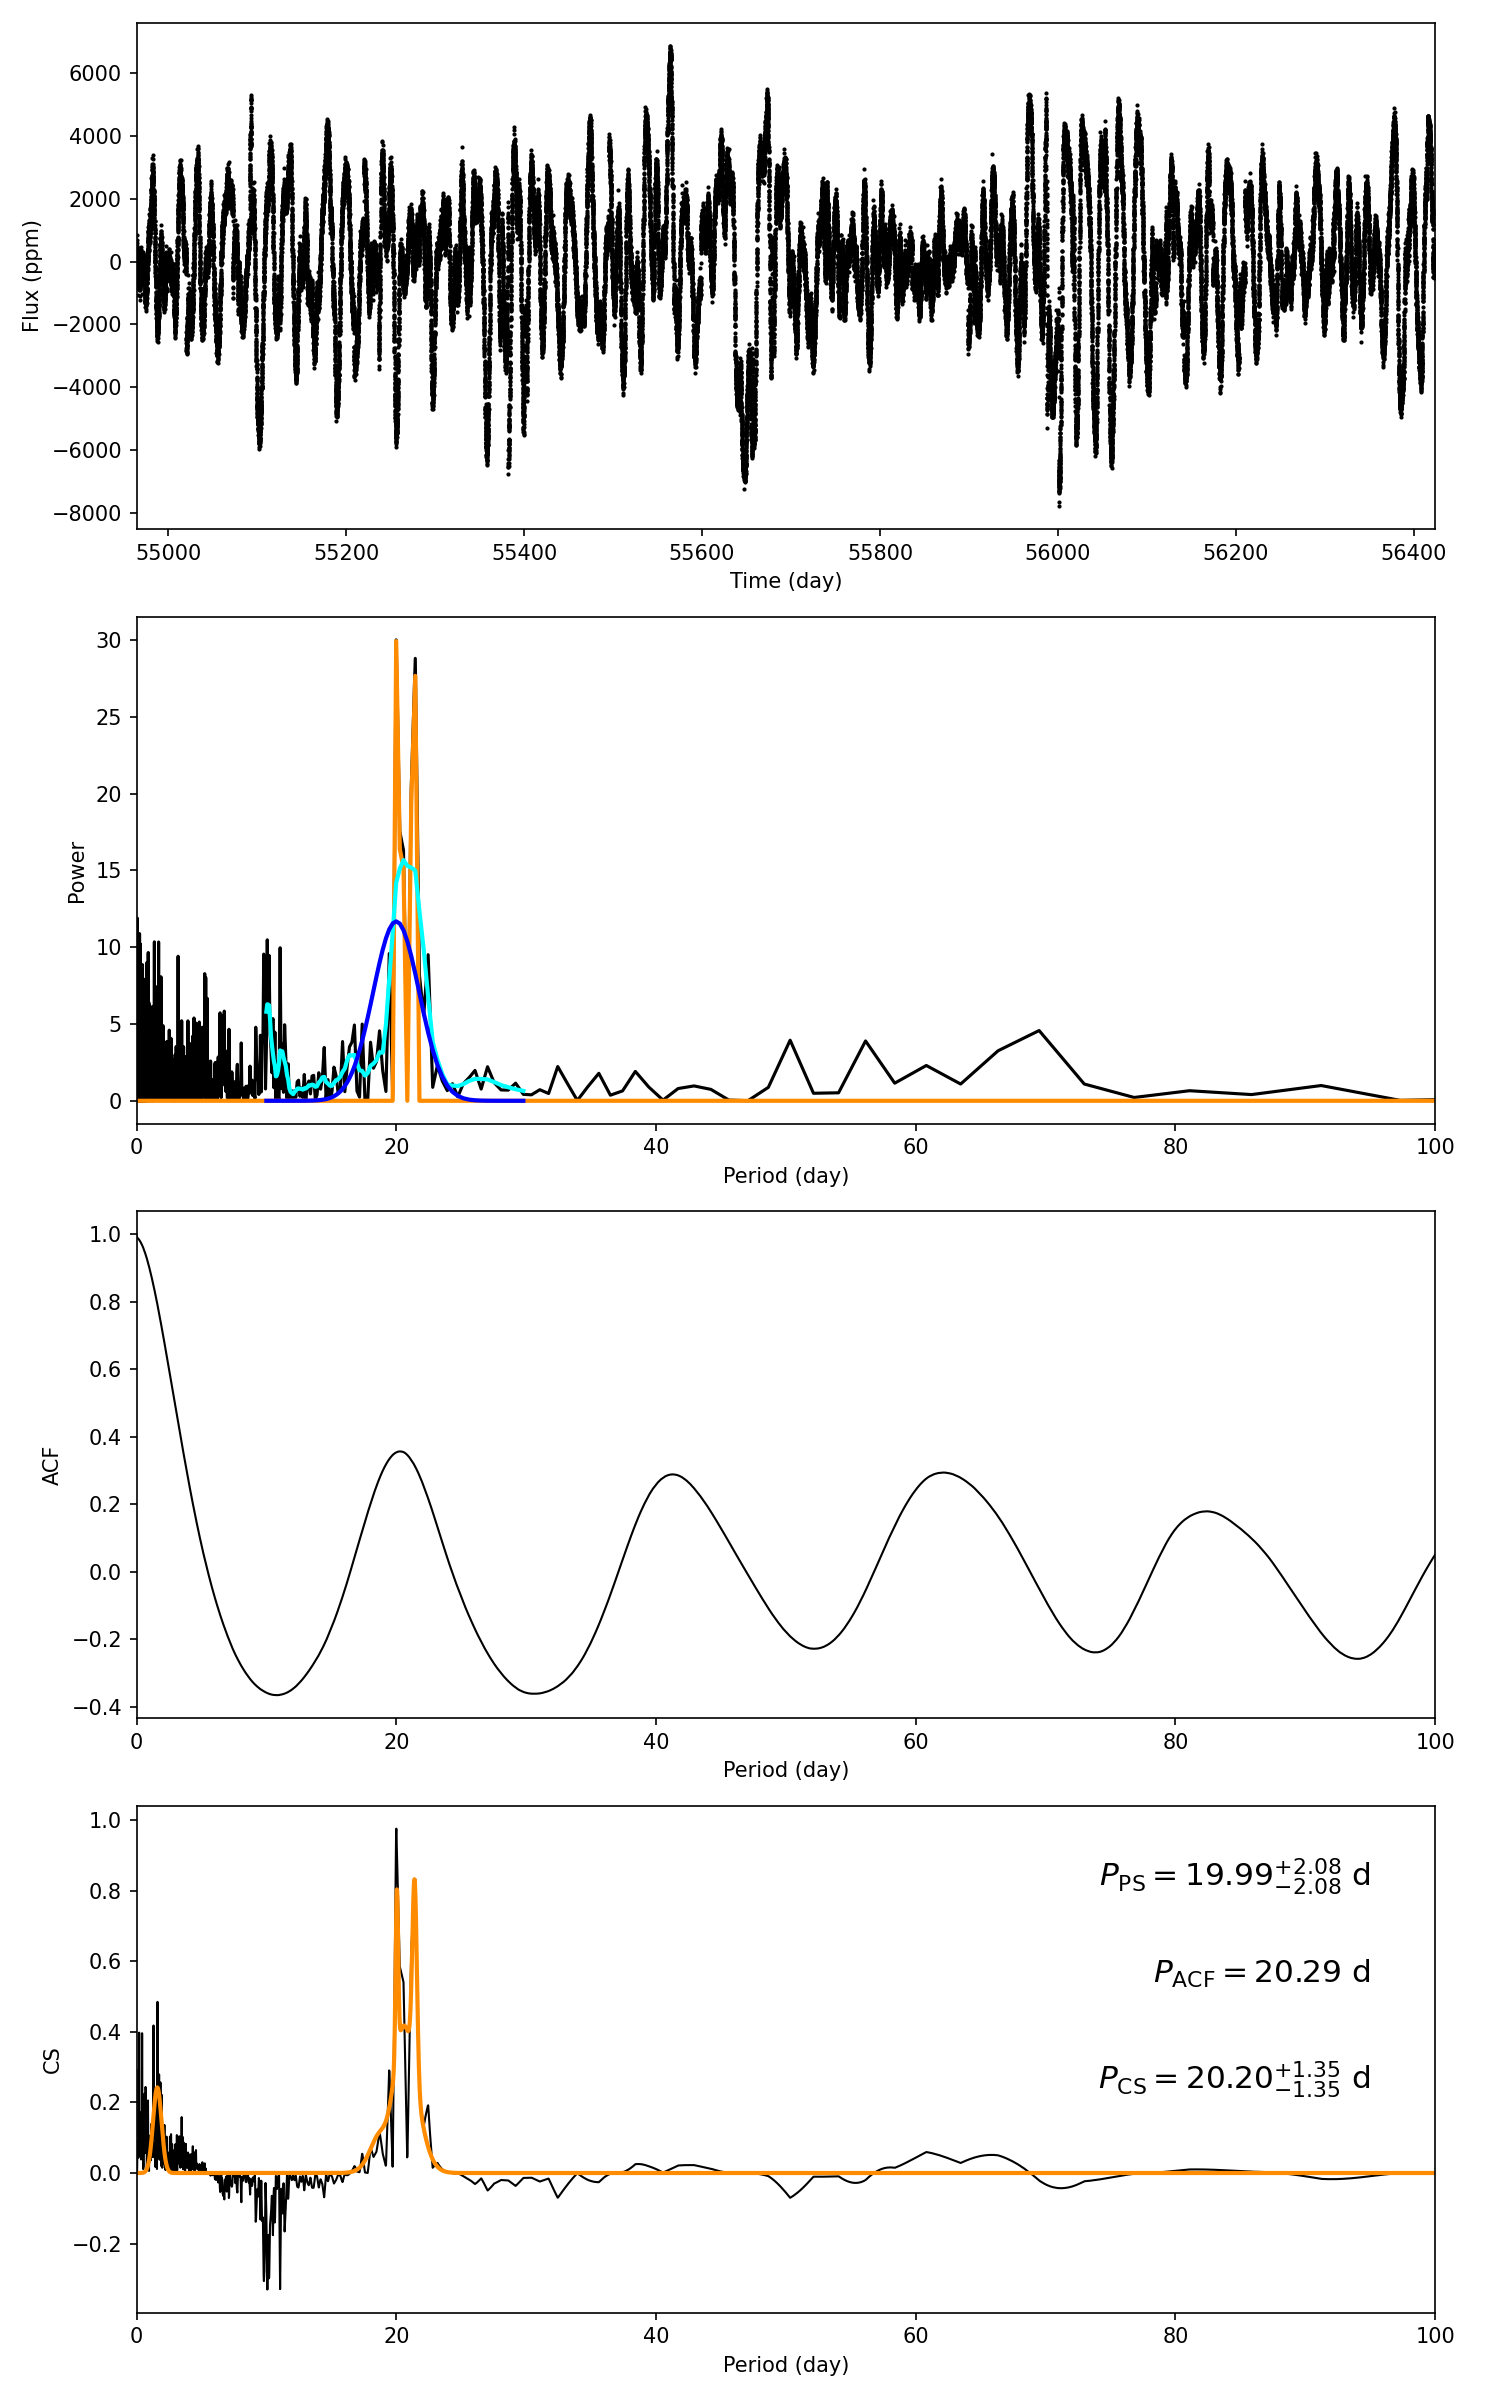 6000
4000
2000
0
−2000
−4000
−6000
−8000
Flux (ppm)
55000 55200 55400 55600 55800 56000 56200 56400
Time (day)
30
25
20
15
10
5
0
Power
0 20 40 60 80 100
Period (day)
1.0
0.8
0.6
0.4
0.2
0.0
−0.2
−0.4
ACF
0 20 40 60 80 100
Period (day)
1.0
0.8
0.6
0.4
0.2
0.0
−0.2
CS
P_PS = 19.99^{+2.08}_{−2.08} d
P_ACF = 20.29 d
P_CS = 20.20^{+1.35}_{−1.35} d
0 20 40 60 80 100
Period (day)